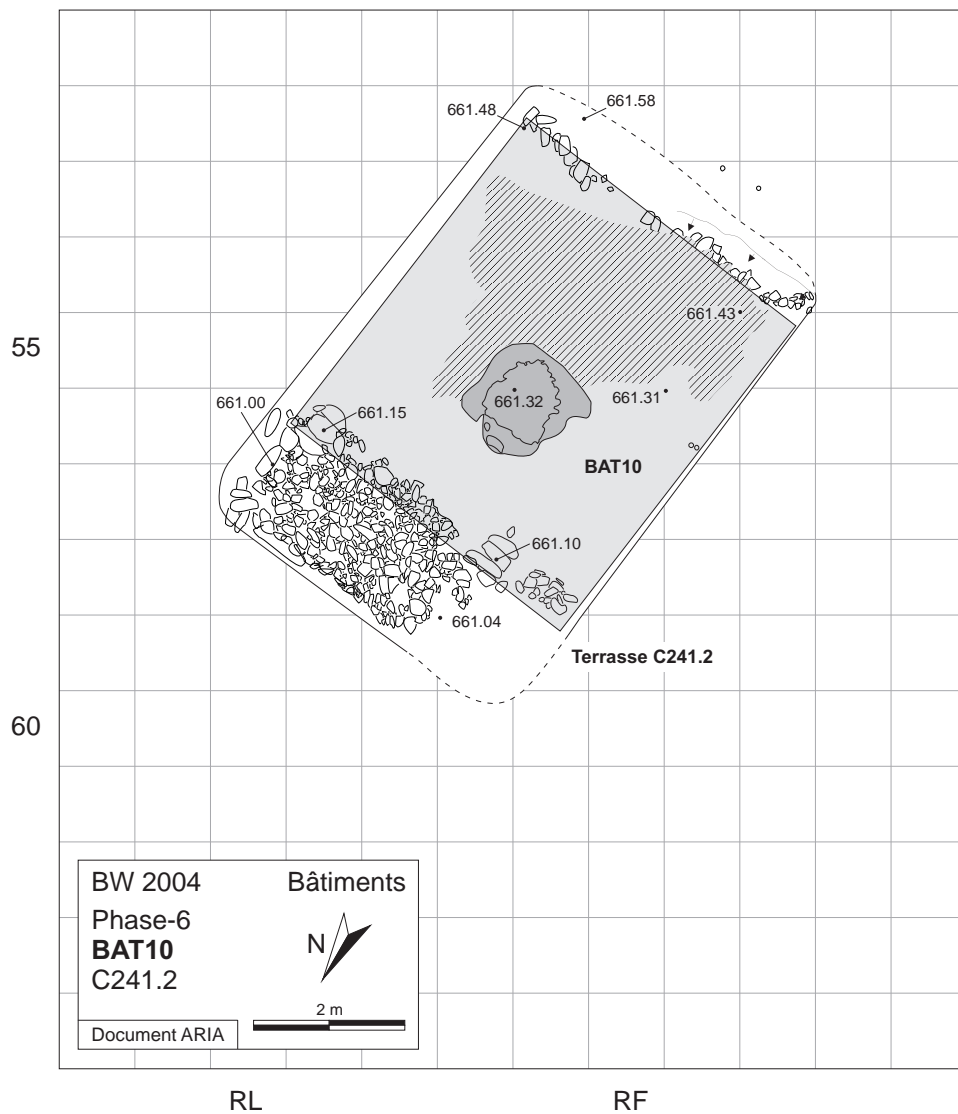 661.48
661.58
661.43
55
661.00
661.15
661.32
661.31
BAT10
661.10
661.04
Terrasse C241.2
60
BW 2004
Bâtiments
Phase-6
BAT10
C241.2
N
2 m
Document ARIA
RL
RF